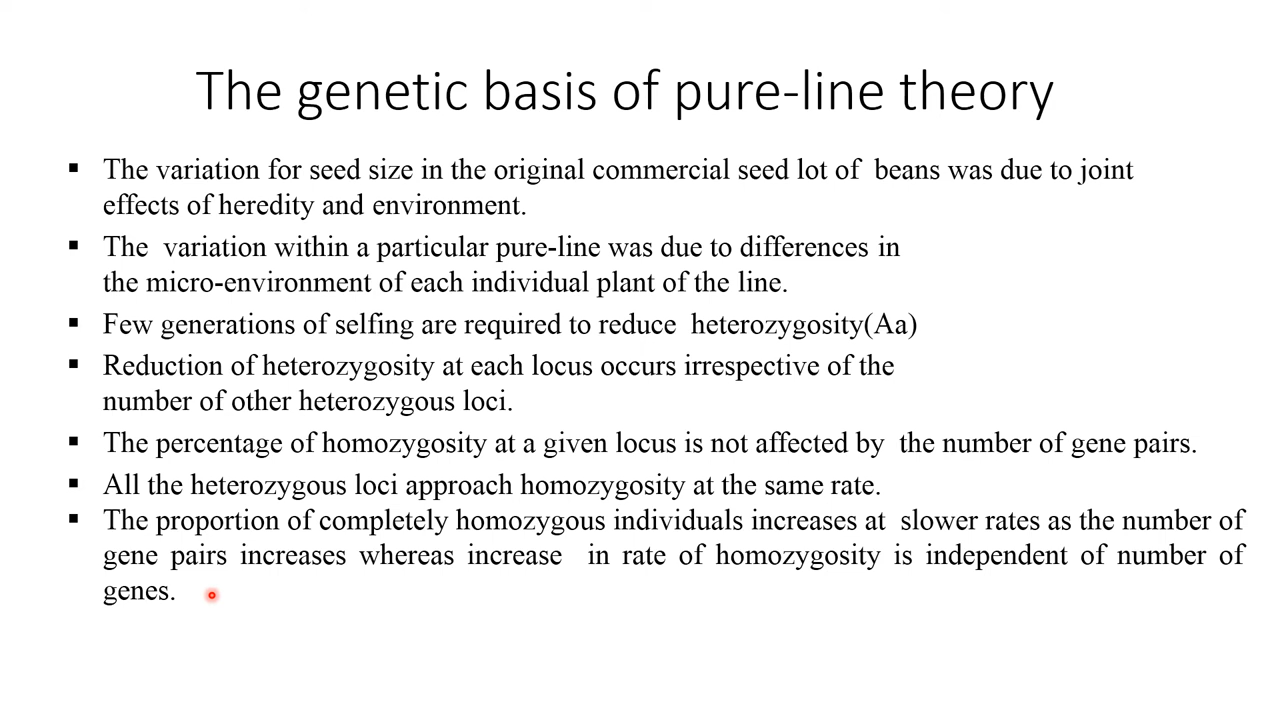 The genetic basis of pure-line theory
▪ The variation for seed size in the original commercial seed lot of beans was due to joint
effects of heredity and environment.
▪ The variation within a particular pure-line was due to differences in
the micro-environment of each individual plant of the line.
▪ Few generations of selfing are required to reduce heterozygosity(Aa)
▪ Reduction of heterozygosity at each locus occurs irrespective of the
number of other heterozygous loci.
▪ The percentage of homozygosity at a given locus is not affected by the number of gene pairs.
▪ All the heterozygous loci approach homozygosity at the same rate.
▪ The proportion of completely homozygous individuals increases at slower rates as the number of
gene pairs increases whereas increase in rate of homozygosity is independent of number of
genes.